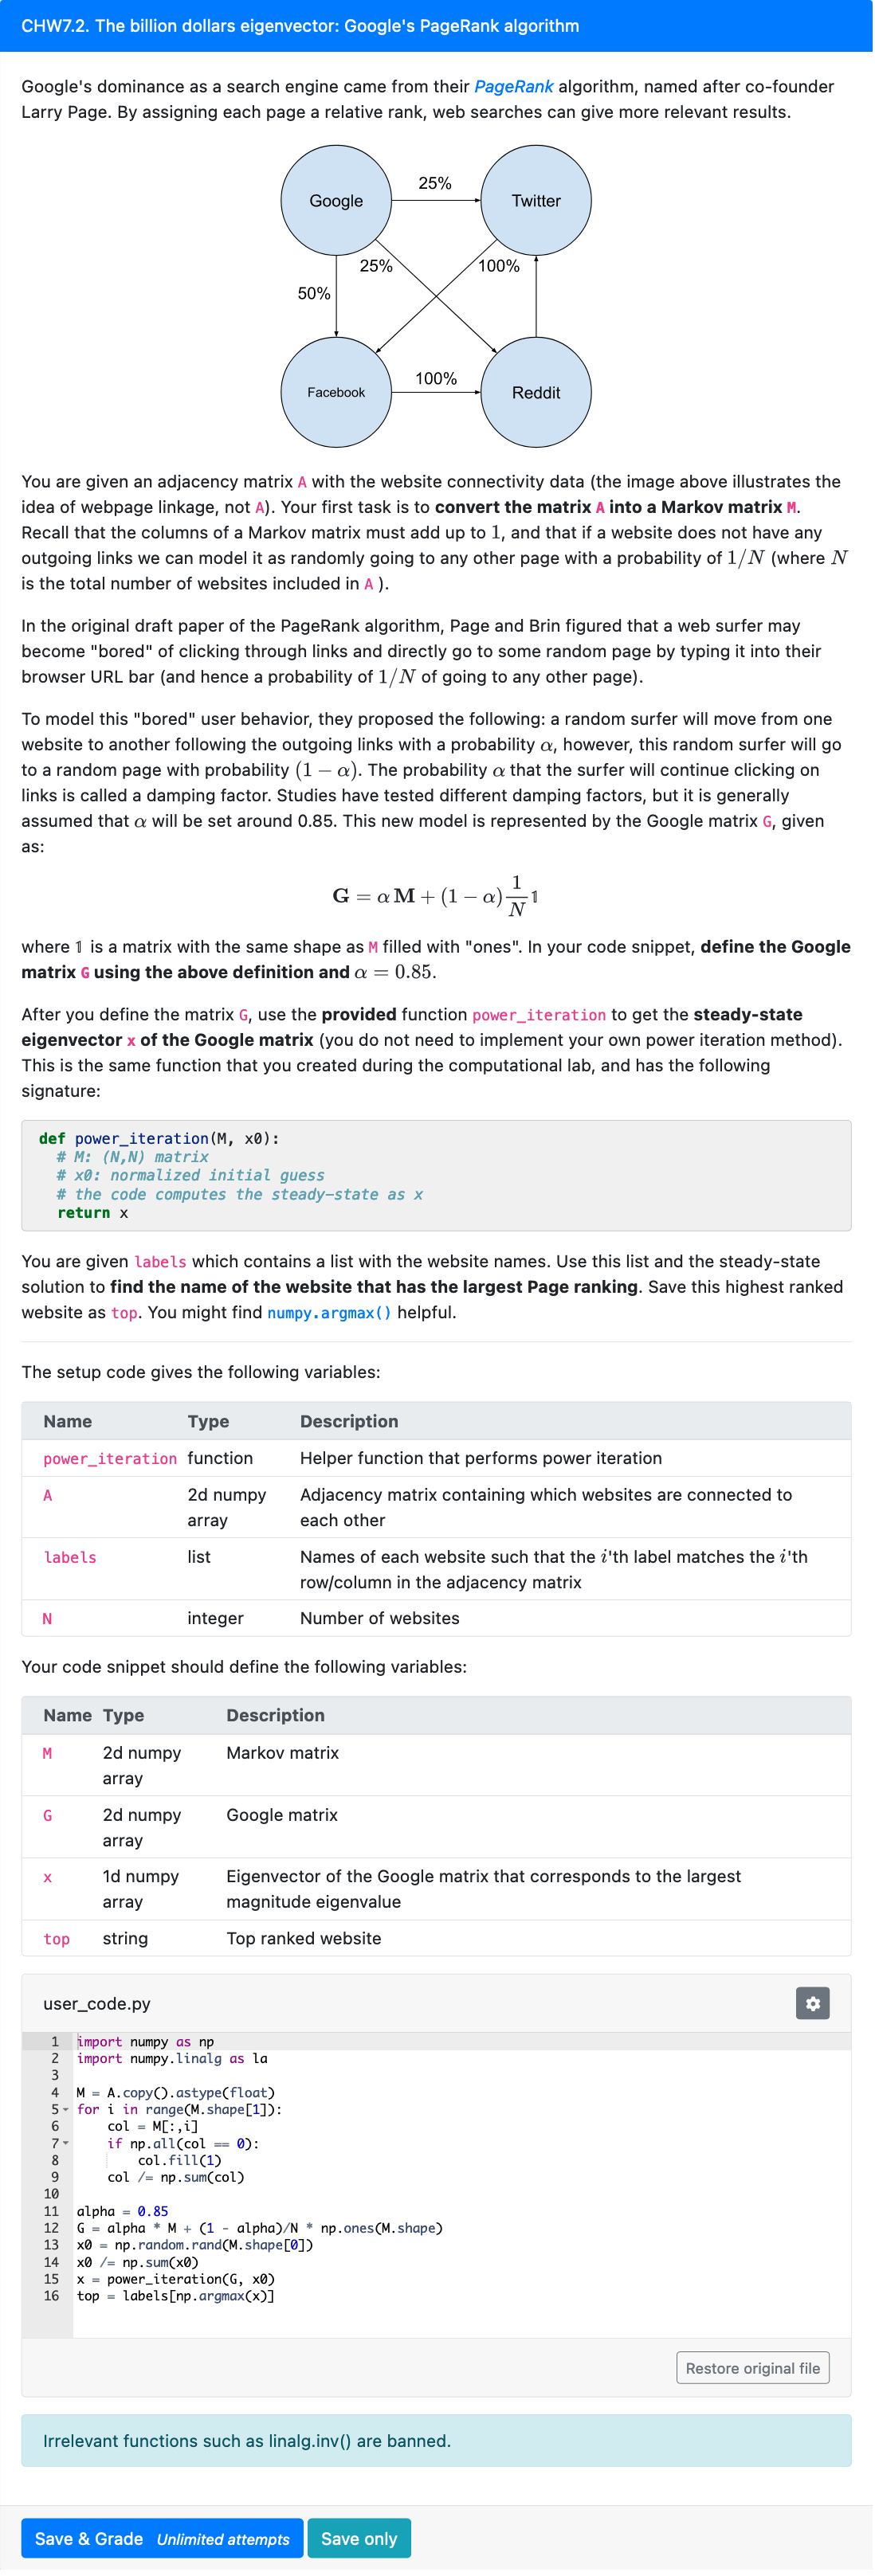 CHW7.2. The billion dollars eigenvector: Google's PageRank algorithm
Google's dominance as a search engine came from their PageRank algorithm, named after co-founder
Larry Page. By assigning each page a relative rank, web searches can give more relevant results.
Google
25%
Twitter
25%
100%
50%
Facebook
100%
Reddit
You are given an adjacency matrix A with the website connectivity data (the image above illustrates the
idea of webpage linkage, not A). Your first task is to convert the matrix A into a Markov matrix M.
Recall that the columns of a Markov matrix must add up to 1, and that if a website does not have any
outgoing links we can model it as randomly going to any other page with a probability of 1/N (where N
is the total number of websites included in A ).
In the original draft paper of the PageRank algorithm, Page and Brin figured that a web surfer may
become "bored" of clicking through links and directly go to some random page by typing it into their
browser URL bar (and hence a probability of 1/N of going to any other page).
To model this "bored" user behavior, they proposed the following: a random surfer will move from one
website to another following the outgoing links with a probability α, however, this random surfer will go
to a random page with probability (1 − α). The probability α that the surfer will continue clicking on
links is called a damping factor. Studies have tested different damping factors, but it is generally
assumed that α will be set around 0.85. This new model is represented by the Google matrix G, given
as:
G = α M + (1 − α) 1/N 𝟙
where 𝟙 is a matrix with the same shape as M filled with "ones". In your code snippet, define the Google
matrix G using the above definition and α = 0.85.
After you define the matrix G, use the provided function power_iteration to get the steady-state
eigenvector x of the Google matrix (you do not need to implement your own power iteration method).
This is the same function that you created during the computational lab, and has the following
signature:
def power_iteration(M, x0):
# M: (N,N) matrix
# x0: normalized initial guess
# the code computes the steady-state as x
return x
You are given labels which contains a list with the website names. Use this list and the steady-state
solution to find the name of the website that has the largest Page ranking. Save this highest ranked
website as top. You might find numpy.argmax() helpful.
The setup code gives the following variables:
Name Type Description
power_iteration function Helper function that performs power iteration
A 2d numpy array Adjacency matrix containing which websites are connected to
each other
labels list Names of each website such that the i'th label matches the i'th
row/column in the adjacency matrix
N integer Number of websites
Your code snippet should define the following variables:
Name Type Description
M 2d numpy array Markov matrix
G 2d numpy array Google matrix
x 1d numpy array Eigenvector of the Google matrix that corresponds to the largest
magnitude eigenvalue
top string Top ranked website
user_code.py
1 import numpy as np
2 import numpy.linalg as la
3
4 M = A.copy().astype(float)
5 for i in range(M.shape[1]):
6 col = M[:,i]
7 if np.all(col == 0):
8 col.fill(1)
9 col /= np.sum(col)
10
11 alpha = 0.85
12 G = alpha * M + (1 - alpha)/N * np.ones(M.shape)
13 x0 = np.random.rand(M.shape[0])
14 x0 /= np.sum(x0)
15 x = power_iteration(G, x0)
16 top = labels[np.argmax(x)]
Restore original file
Irrelevant functions such as linalg.inv() are banned.
Save & Grade Unlimited attempts Save only